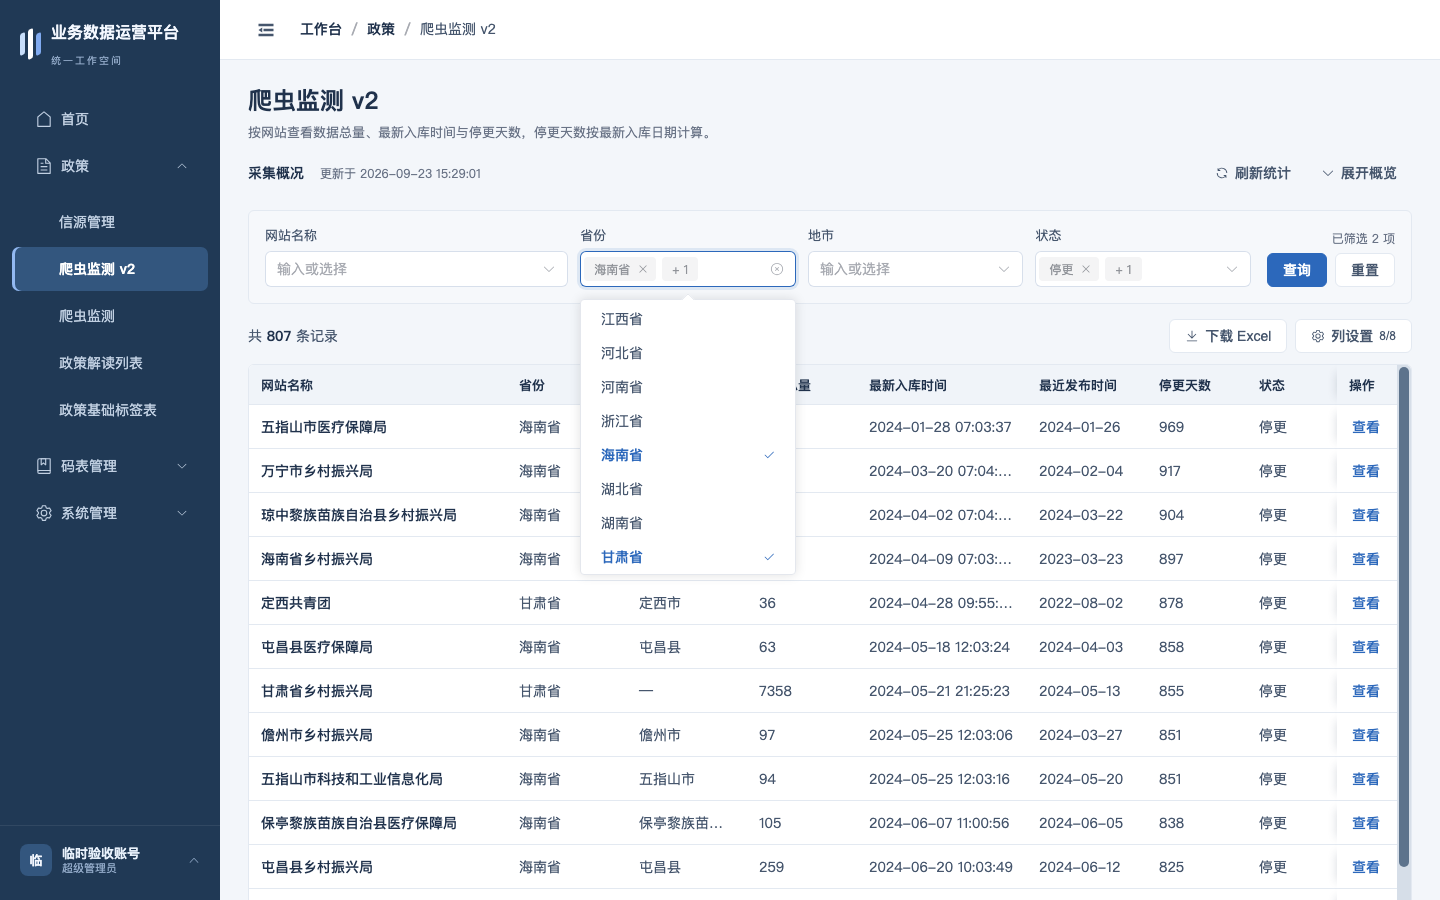 业务数据运营平台
统一工作空间
首页
政策
信源管理
爬虫监测 v2
爬虫监测
政策解读列表
政策基础标签表
码表管理
系统管理
临
临时验收账号
超级管理员
工作台 / 政策 / 爬虫监测 v2
爬虫监测 v2
按网站查看数据总量、最新入库时间与停更天数，停更天数按最新入库日期计算。
采集概况 更新于 2026-09-23 15:29:01 刷新统计 展开概览
网站名称 省份 地市 状态 已筛选 2 项
输入或选择 海南省 + 1 输入或选择 停更 + 1 查询 重置
江西省
河北省
河南省
浙江省
海南省
湖北省
湖南省
甘肃省
共 807 条记录 下载 Excel 列设置 8/8
网站名称 省份 量 最新入库时间 最近发布时间 停更天数 状态 操作
五指山市医疗保障局 海南省 2024-01-28 07:03:37 2024-01-26 969 停更 查看
万宁市乡村振兴局 海南省 2024-03-20 07:04:... 2024-02-04 917 停更 查看
琼中黎族苗族自治县乡村振兴局 海南省 2024-04-02 07:04:... 2024-03-22 904 停更 查看
海南省乡村振兴局 海南省 2024-04-09 07:03:... 2023-03-23 897 停更 查看
定西共青团 甘肃省 定西市 36 2024-04-28 09:55:... 2022-08-02 878 停更 查看
屯昌县医疗保障局 海南省 屯昌县 63 2024-05-18 12:03:24 2024-04-03 858 停更 查看
甘肃省乡村振兴局 甘肃省 — 7358 2024-05-21 21:25:23 2024-05-13 855 停更 查看
儋州市乡村振兴局 海南省 儋州市 97 2024-05-25 12:03:06 2024-03-27 851 停更 查看
五指山市科技和工业信息化局 海南省 五指山市 94 2024-05-25 12:03:16 2024-05-20 851 停更 查看
保亭黎族苗族自治县医疗保障局 海南省 保亭黎族苗... 105 2024-06-07 11:00:56 2024-06-05 838 停更 查看
屯昌县乡村振兴局 海南省 屯昌县 259 2024-06-20 10:03:49 2024-06-12 825 停更 查看